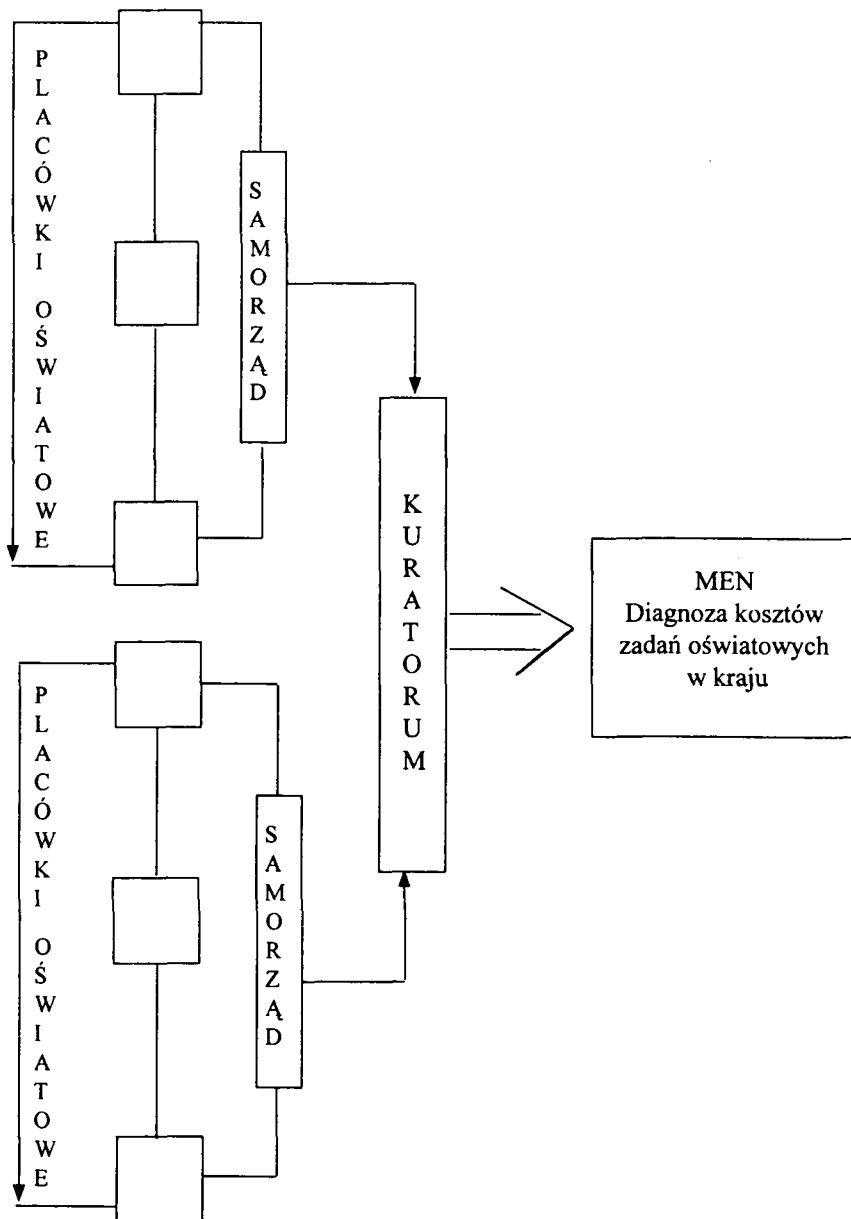 PLACÓWKI OŚWIATOWE
SAMORZĄD
KURATORUM
MEN
Diagnoza kosztów
zadań oświatowych
w kraju
PLACÓWKI OŚWIATOWE
SAMORZĄD